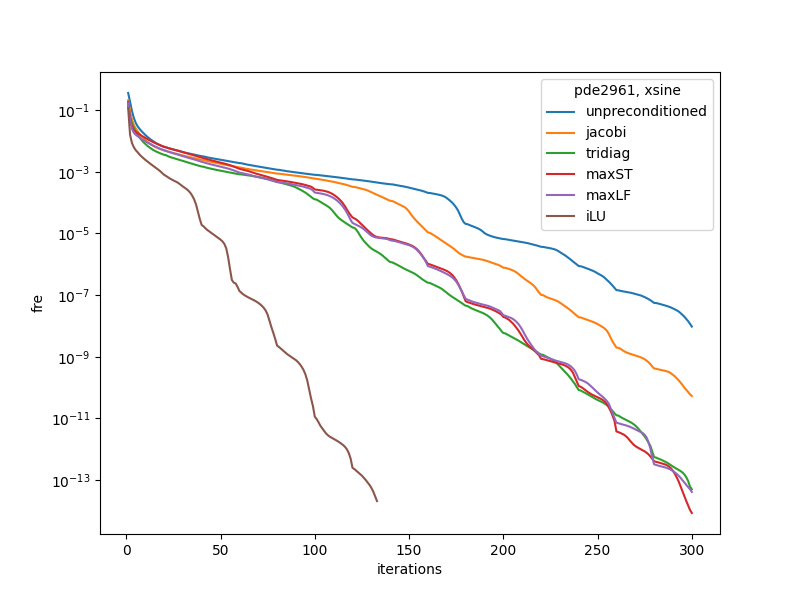 pde2961, xsine
unpreconditioned
jacobi
tridiag
maxST
maxLF
iLU
fre
10⁻¹
10⁻³
10⁻⁵
10⁻⁷
10⁻⁹
10⁻¹¹
10⁻¹³
0 50 100 150 200 250 300
iterations